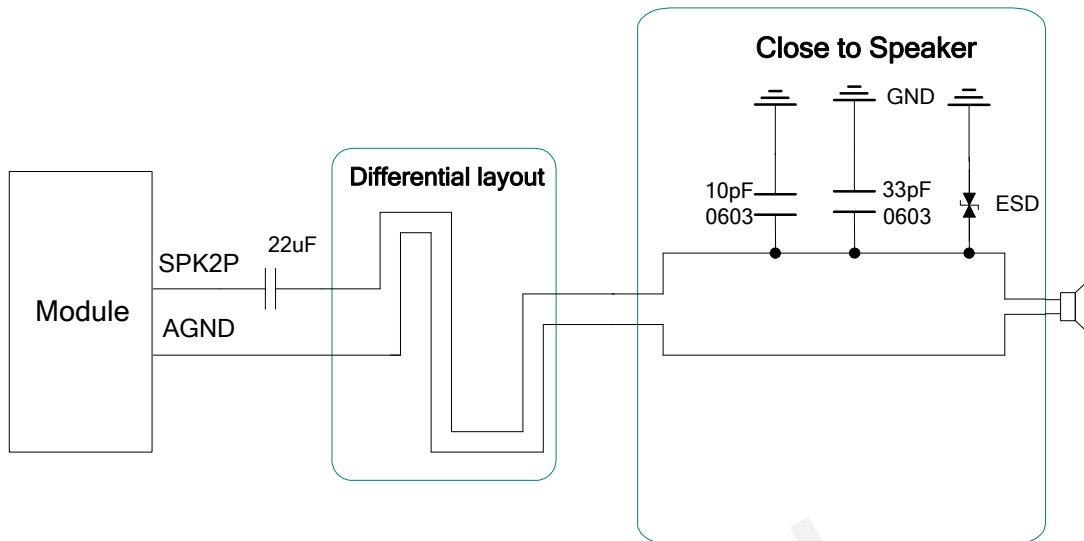 Close to Speaker
GND
Differential layout
10pF
0603
33pF
0603
ESD
22uF
SPK2P
Module
AGND